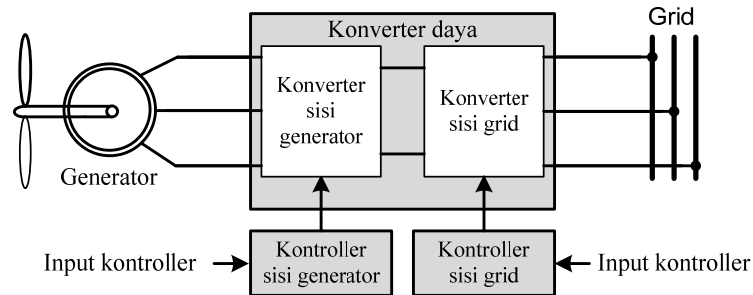 Grid
Konverter daya
Konverter
sisi
generator
Konverter
sisi grid
Generator
Input kontroller
Kontroller
sisi generator
Kontroller
sisi grid
Input kontroller